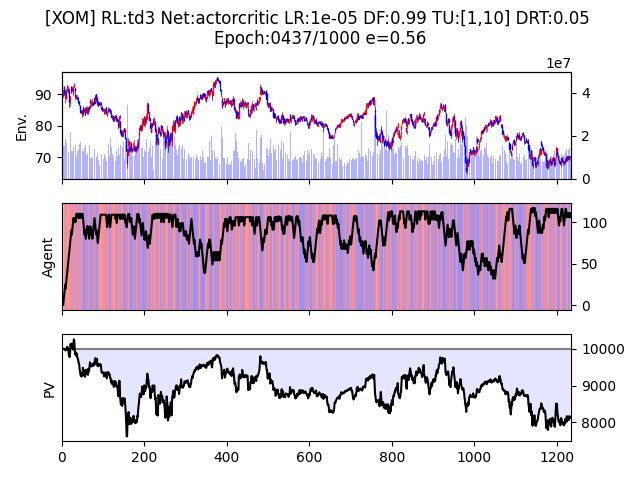 [XOM] RL:td3 Net:actorcritic LR:1e-05 DF:0.99 TU:[1,10] DRT:0.05
Epoch:0437/1000 e=0.56
1e7
Env.
90
80
70
4
2
0
Agent
100
50
0
PV
10000
9000
8000
0 200 400 600 800 1000 1200